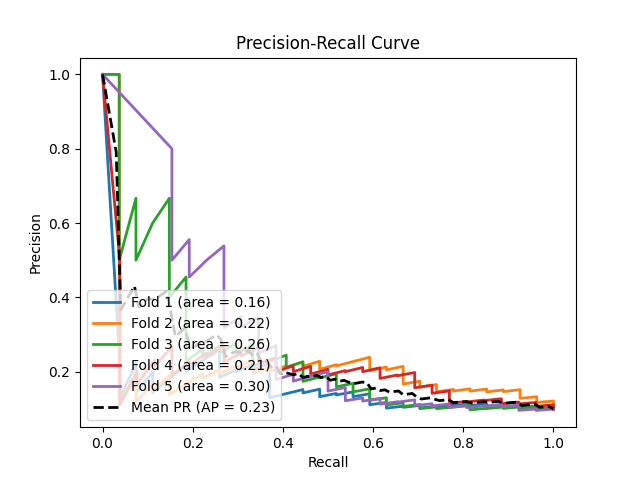 Precision-Recall Curve
Precision
1.0
0.8
0.6
0.4
0.2
Fold 1 (area = 0.16)
Fold 2 (area = 0.22)
Fold 3 (area = 0.26)
Fold 4 (area = 0.21)
Fold 5 (area = 0.30)
Mean PR (AP = 0.23)
0.0 0.2 0.4 0.6 0.8 1.0
Recall